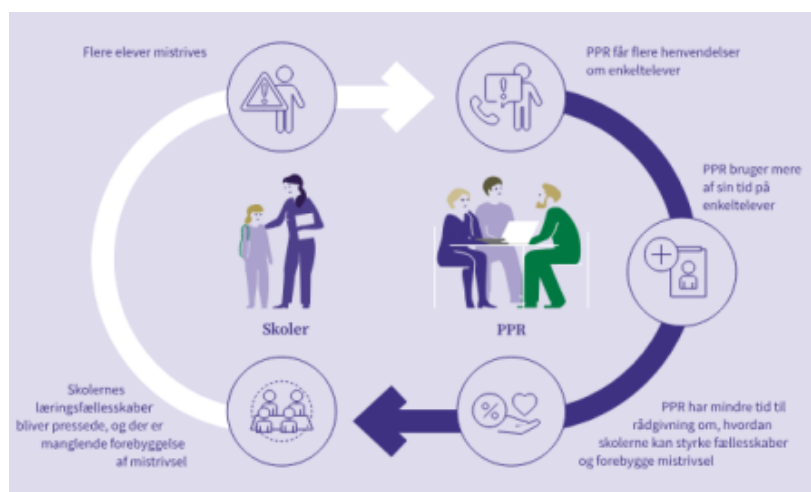 Flere elever mistrives
PPR får flere henvendelser
om enkeltelever
PPR bruger mere
af sin tid på
enkeltelever
Skoler
PPR
Skolernes
læringsfællesskaber
bliver pressede, og der er
manglende forebyggelse
af mistrivsel
PPR har mindre tid til
rådgivning om, hvordan
skolerne kan styrke fællesskaber
og forebygge mistrivsel